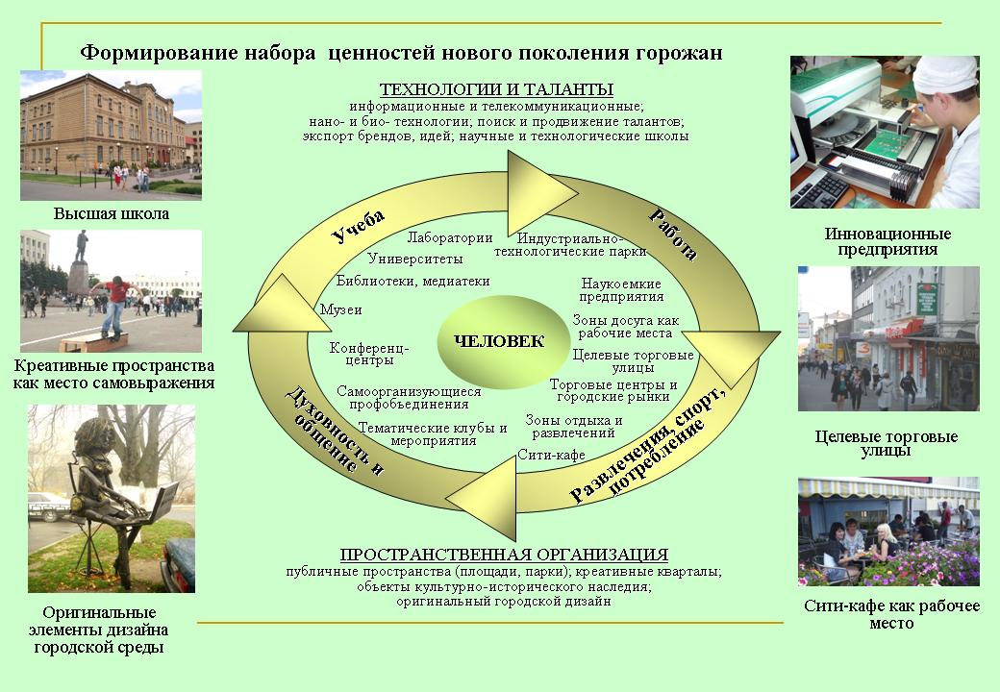 Формирование набора ценностей нового поколения горожан
ТЕХНОЛОГИИ И ТАЛАНТЫ
информационные и телекоммуникационные;
нано- и био- технологии; поиск и продвижение талантов;
экспорт брендов, идей; научные и технологические школы
Высшая школа
Креативные пространства
как место самовыражения
Оригинальные
элементы дизайна
городской среды
Учеба
Работа
Развлечения, спорт,
потребление
Духовность и
общение
Лаборатории
Университеты
Библиотеки, медиатеки
Музеи
Конференц-
центры
Самоорганизующиеся
профобъединения
Тематические клубы и
мероприятия
ЧЕЛОВЕК
Индустриально-
технологические парки
Наукоемкие
предприятия
Зоны досуга как
рабочие места
Целевые торговые
улицы
Торговые центры и
городские рынки
Зоны отдыха и
развлечений
Сити-кафе
ПРОСТРАНСТВЕННАЯ ОРГАНИЗАЦИЯ
публичные пространства (площади, парки); креативные кварталы;
объекты культурно-исторического наследия;
оригинальный городской дизайн
Инновационные
предприятия
Целевые торговые
улицы
Сити-кафе как рабочее
место